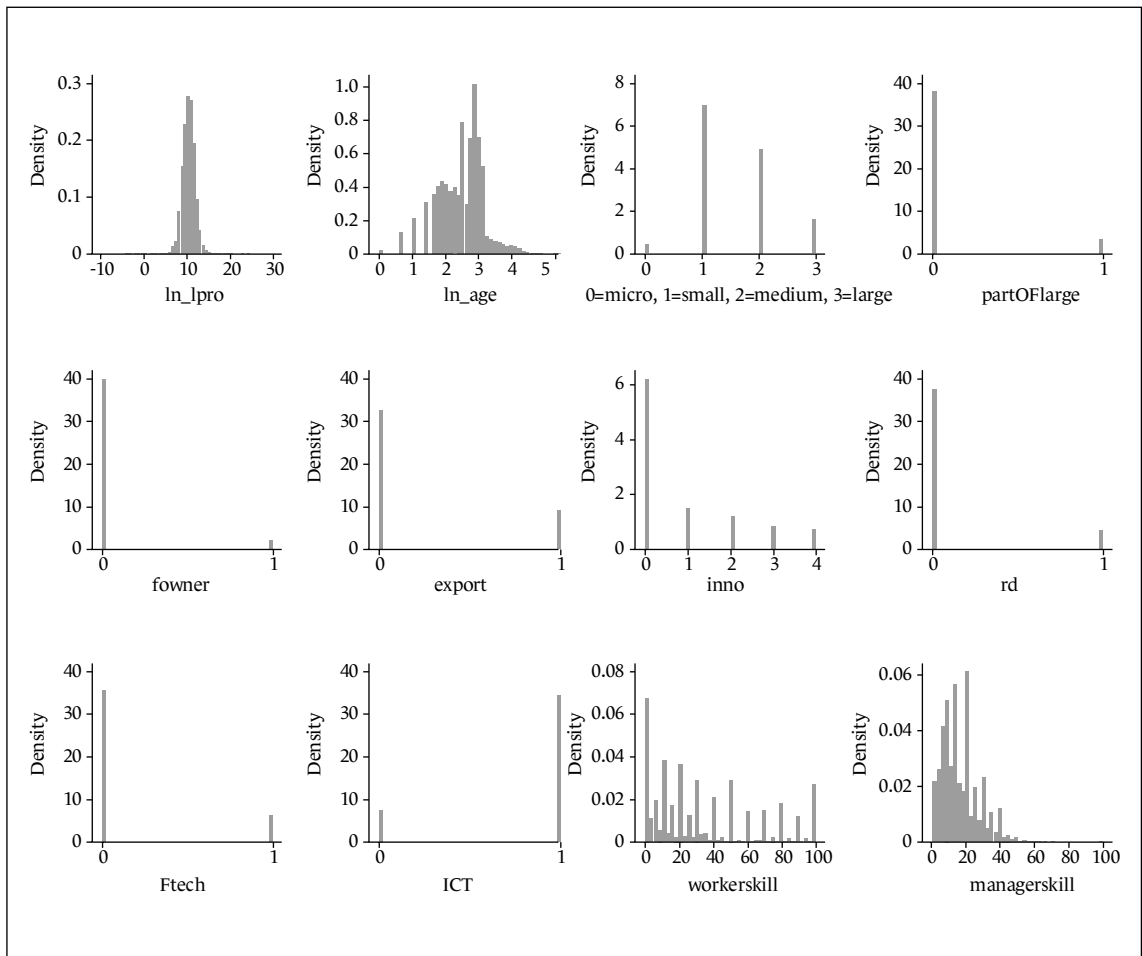 0.3
0.2
0.1
0
Density
-10 0 10 20 30
ln_lpro
1.0
0.8
0.6
0.4
0.2
0
Density
0 1 2 3 4 5
ln_age
8
6
4
2
0
Density
0 1 2 3
0=micro, 1=small, 2=medium, 3=large
40
30
20
10
0
Density
0 1
partOFlarge
40
30
20
10
0
Density
0 1
fowner
40
30
20
10
0
Density
0 1
export
6
4
2
0
Density
0 1 2 3 4
inno
40
30
20
10
0
Density
0 1
rd
40
30
20
10
0
Density
0 1
Ftech
40
30
20
10
0
Density
0 1
ICT
0.08
0.06
0.04
0.02
0
Density
0 20 40 60 80 100
workerskill
0.06
0.04
0.02
0
Density
0 20 40 60 80 100
managerskill